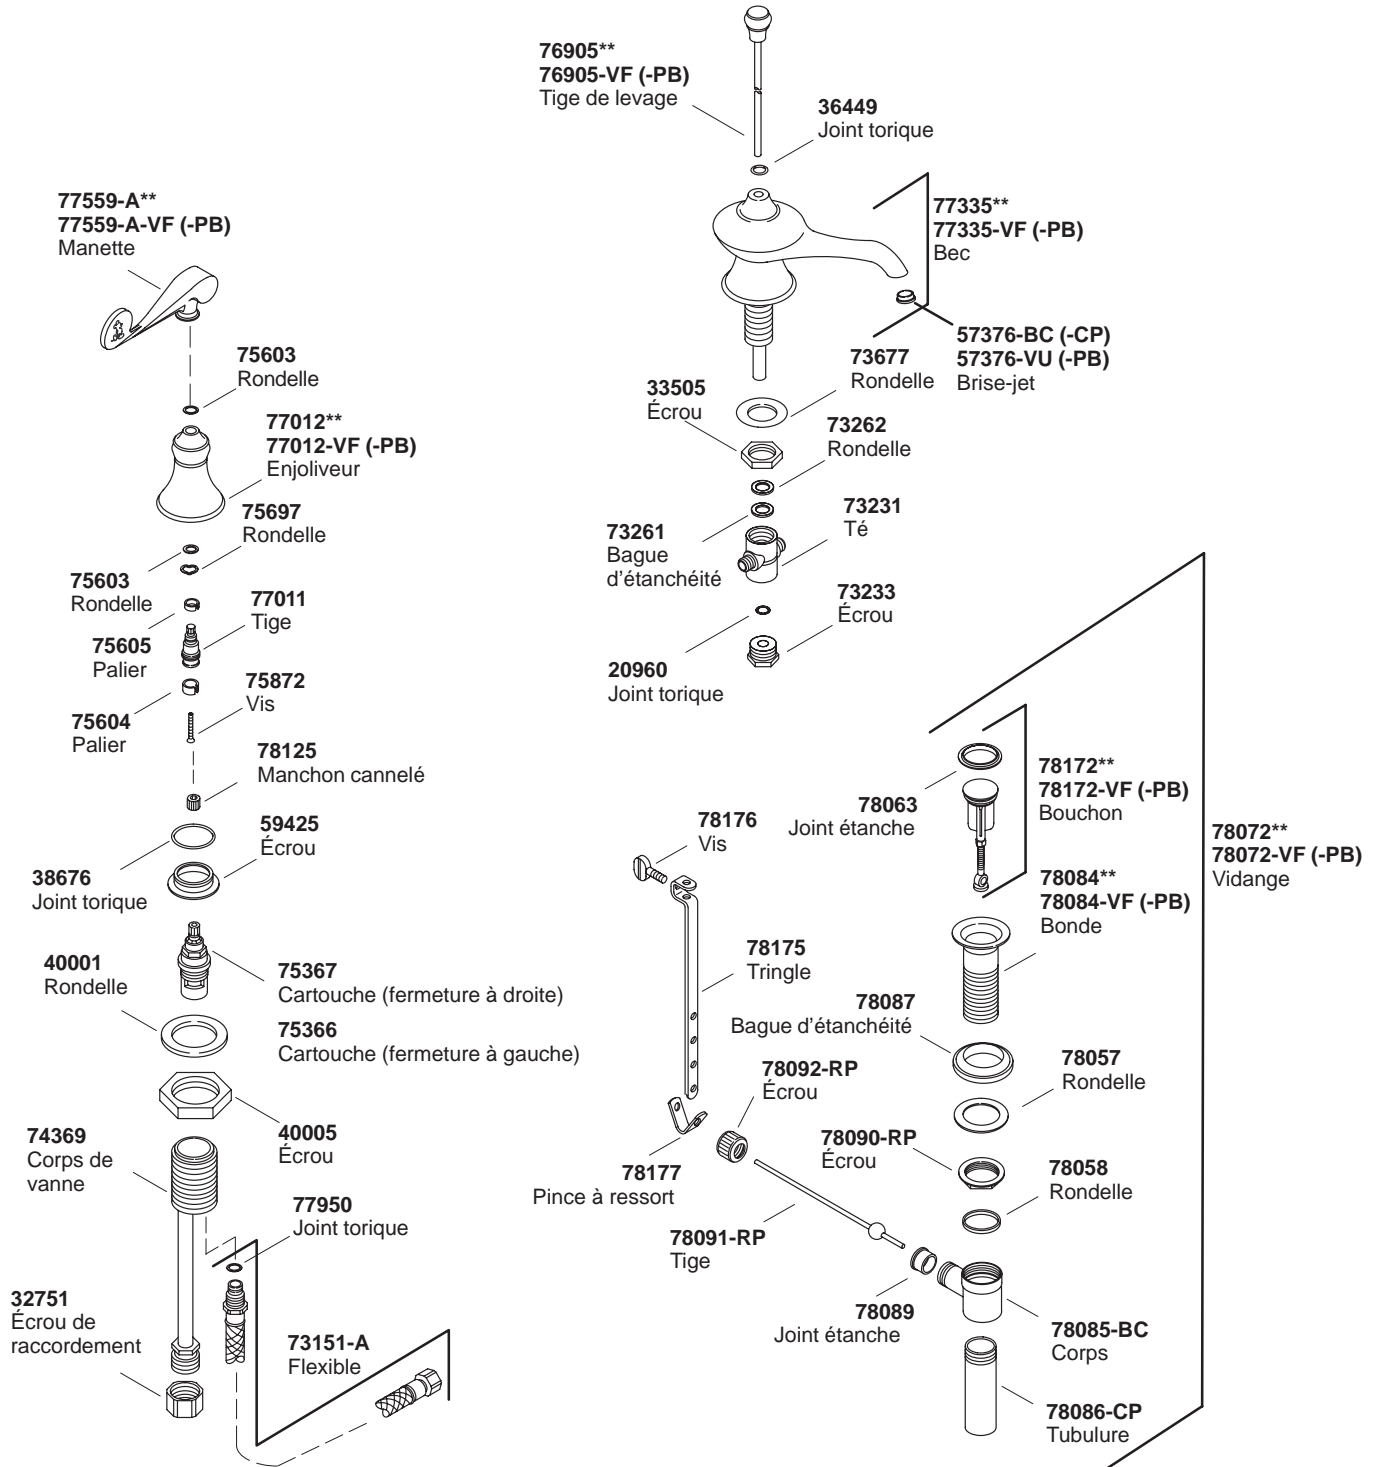 76905**
76905-VF (-PB)
Tige de levage
36449
Joint torique
77559-A**
77559-A-VF (-PB)
Manette
77335**
77335-VF (-PB)
Bec
57376-BC (-CP)
57376-VU (-PB)
Brise-jet
75603
Rondelle
73677
Rondelle
33505
Écrou
77012**
77012-VF (-PB)
Enjoliveur
73262
Rondelle
75697
Rondelle
73261
Bague
d'étanchéité
73231
Té
75603
Rondelle
77011
Tige
73233
Écrou
75605
Palier
20960
Joint torique
75872
Vis
75604
Palier
78125
Manchon cannelé
78172**
78172-VF (-PB)
Bouchon
78063
Joint étanche
78176
Vis
59425
Écrou
78072**
78072-VF (-PB)
Vidange
38676
Joint torique
78084**
78084-VF (-PB)
Bonde
40001
Rondelle
75367
Cartouche (fermeture à droite)
78175
Tringle
78087
Bague d'étanchéité
75366
Cartouche (fermeture à gauche)
78057
Rondelle
78092-RP
Écrou
74369
Corps de
vanne
40005
Écrou
78090-RP
Écrou
78177
Pince à ressort
78058
Rondelle
77950
Joint torique
78091-RP
Tige
32751
Écrou de
raccordement
78089
Joint étanche
73151-A
Flexible
78085-BC
Corps
78086-CP
Tubulure